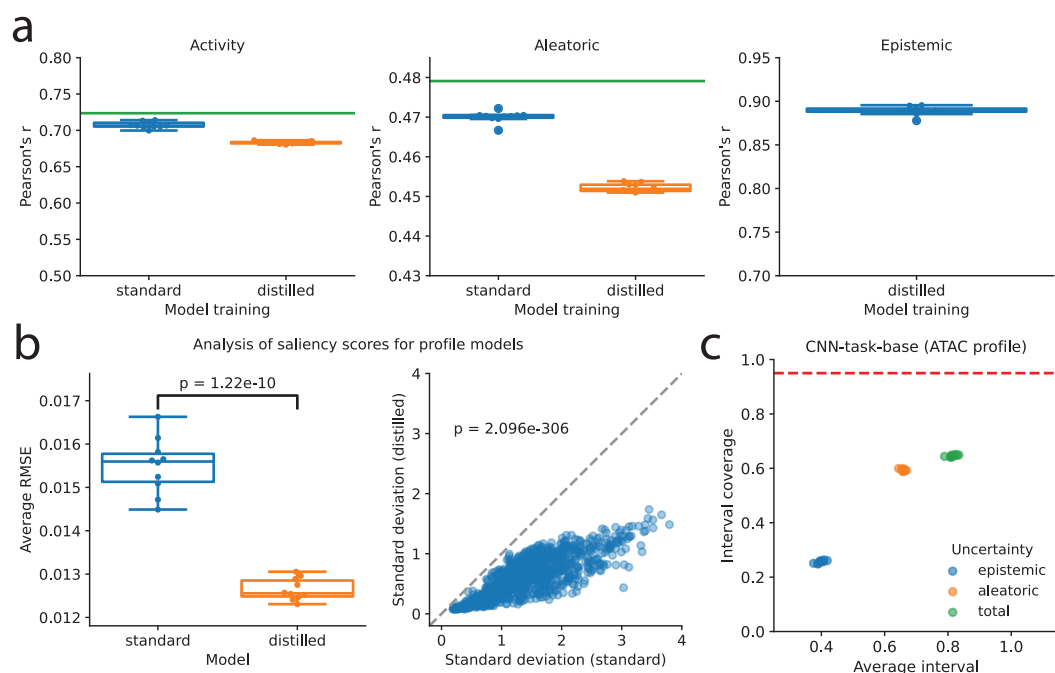 a
Activity
Pearson's r
0.80
0.75
0.70
0.65
0.60
0.55
0.50
standard
distilled
Model training
Aleatoric
Pearson's r
0.48
0.47
0.46
0.45
0.44
0.43
standard
distilled
Model training
Epistemic
Pearson's r
0.95
0.90
0.85
0.80
0.75
0.70
distilled
Model training
b
Analysis of saliency scores for profile models
Average RMSE
0.017
0.016
0.015
0.014
0.013
0.012
p = 1.22e-10
standard
distilled
Model
Standard deviation (distilled)
4
3
2
1
0
p = 2.096e-306
0
1
2
3
4
Standard deviation (standard)
c
CNN-task-base (ATAC profile)
Interval coverage
1.0
0.8
0.6
0.4
0.2
0.0
Uncertainty
epistemic
aleatoric
total
0.4
0.6
0.8
1.0
Average interval